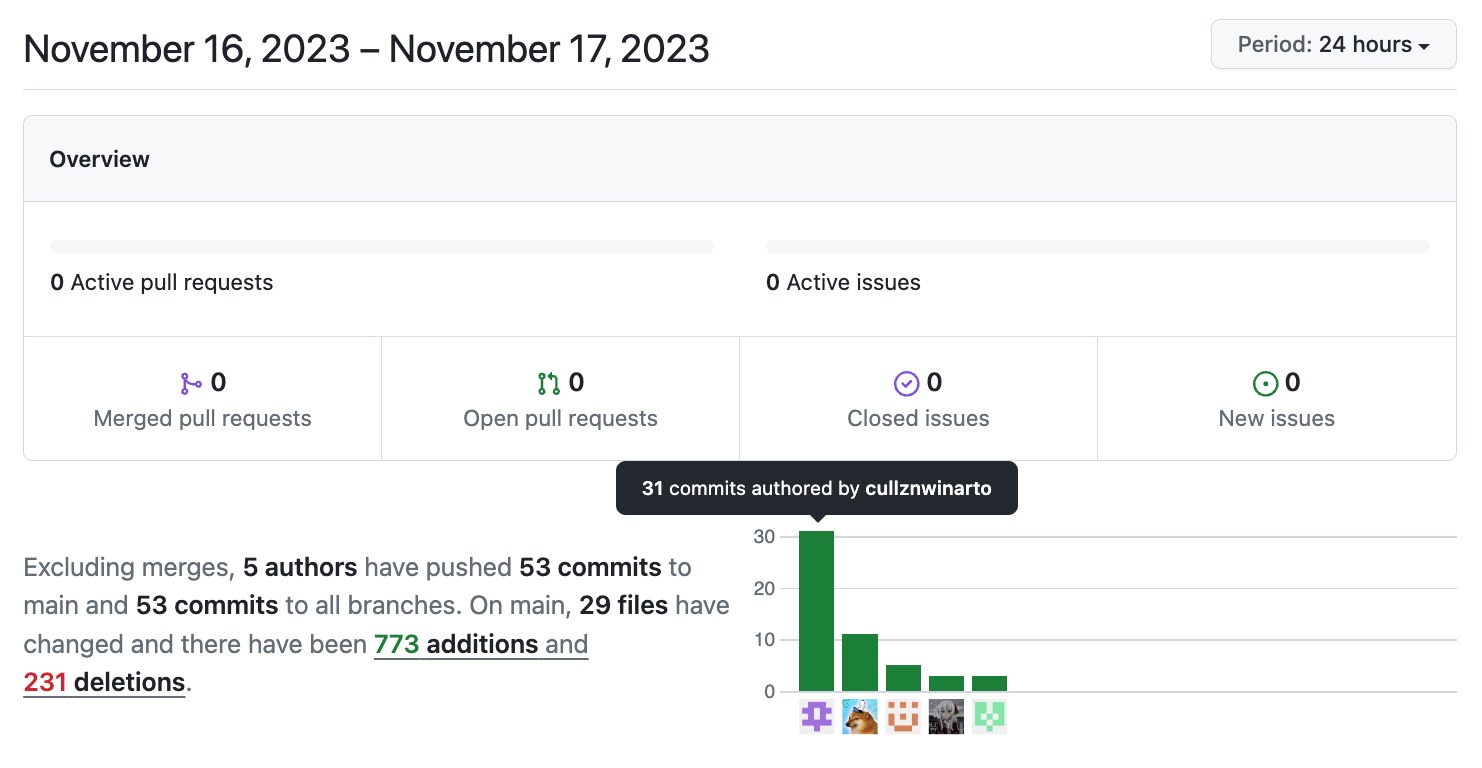 November 16, 2023 – November 17, 2023
Period: 24 hours
Overview
0 Active pull requests
0 Active issues
0
Merged pull requests
0
Open pull requests
0
Closed issues
0
New issues
31 commits authored by cullznwinarto
Excluding merges, 5 authors have pushed 53 commits to
main and 53 commits to all branches. On main, 29 files have
changed and there have been 773 additions and
231 deletions.
30
20
10
0